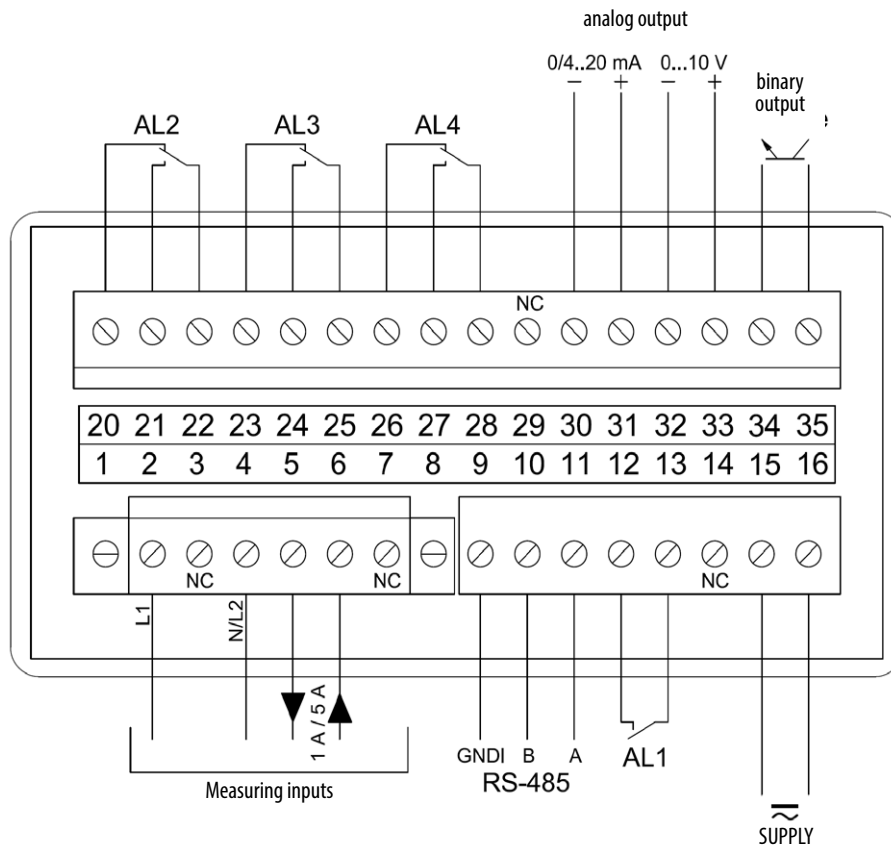 analog output
0/4..20 mA 0...10 V
− + − +
binary
output
AL2 AL3 AL4
NC
20 21 22 23 24 25 26 27 28 29 30 31 32 33 34 35
1 2 3 4 5 6 7 8 9 10 11 12 13 14 15 16
NC NC NC
L1 N/L2
1 A / 5 A
GNDI B A AL1
RS-485
Measuring inputs
SUPPLY